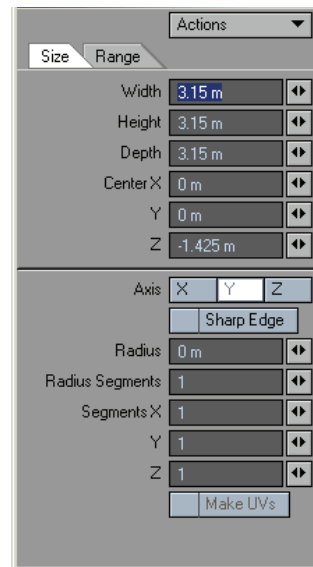 Actions
Size Range
Width 3.15 m
Height 3.15 m
Depth 3.15 m
Center X 0 m
Y 0 m
Z -1.425 m
Axis X Y Z
Sharp Edge
Radius 0 m
Radius Segments 1
Segments X 1
Y 1
Z 1
Make UVs